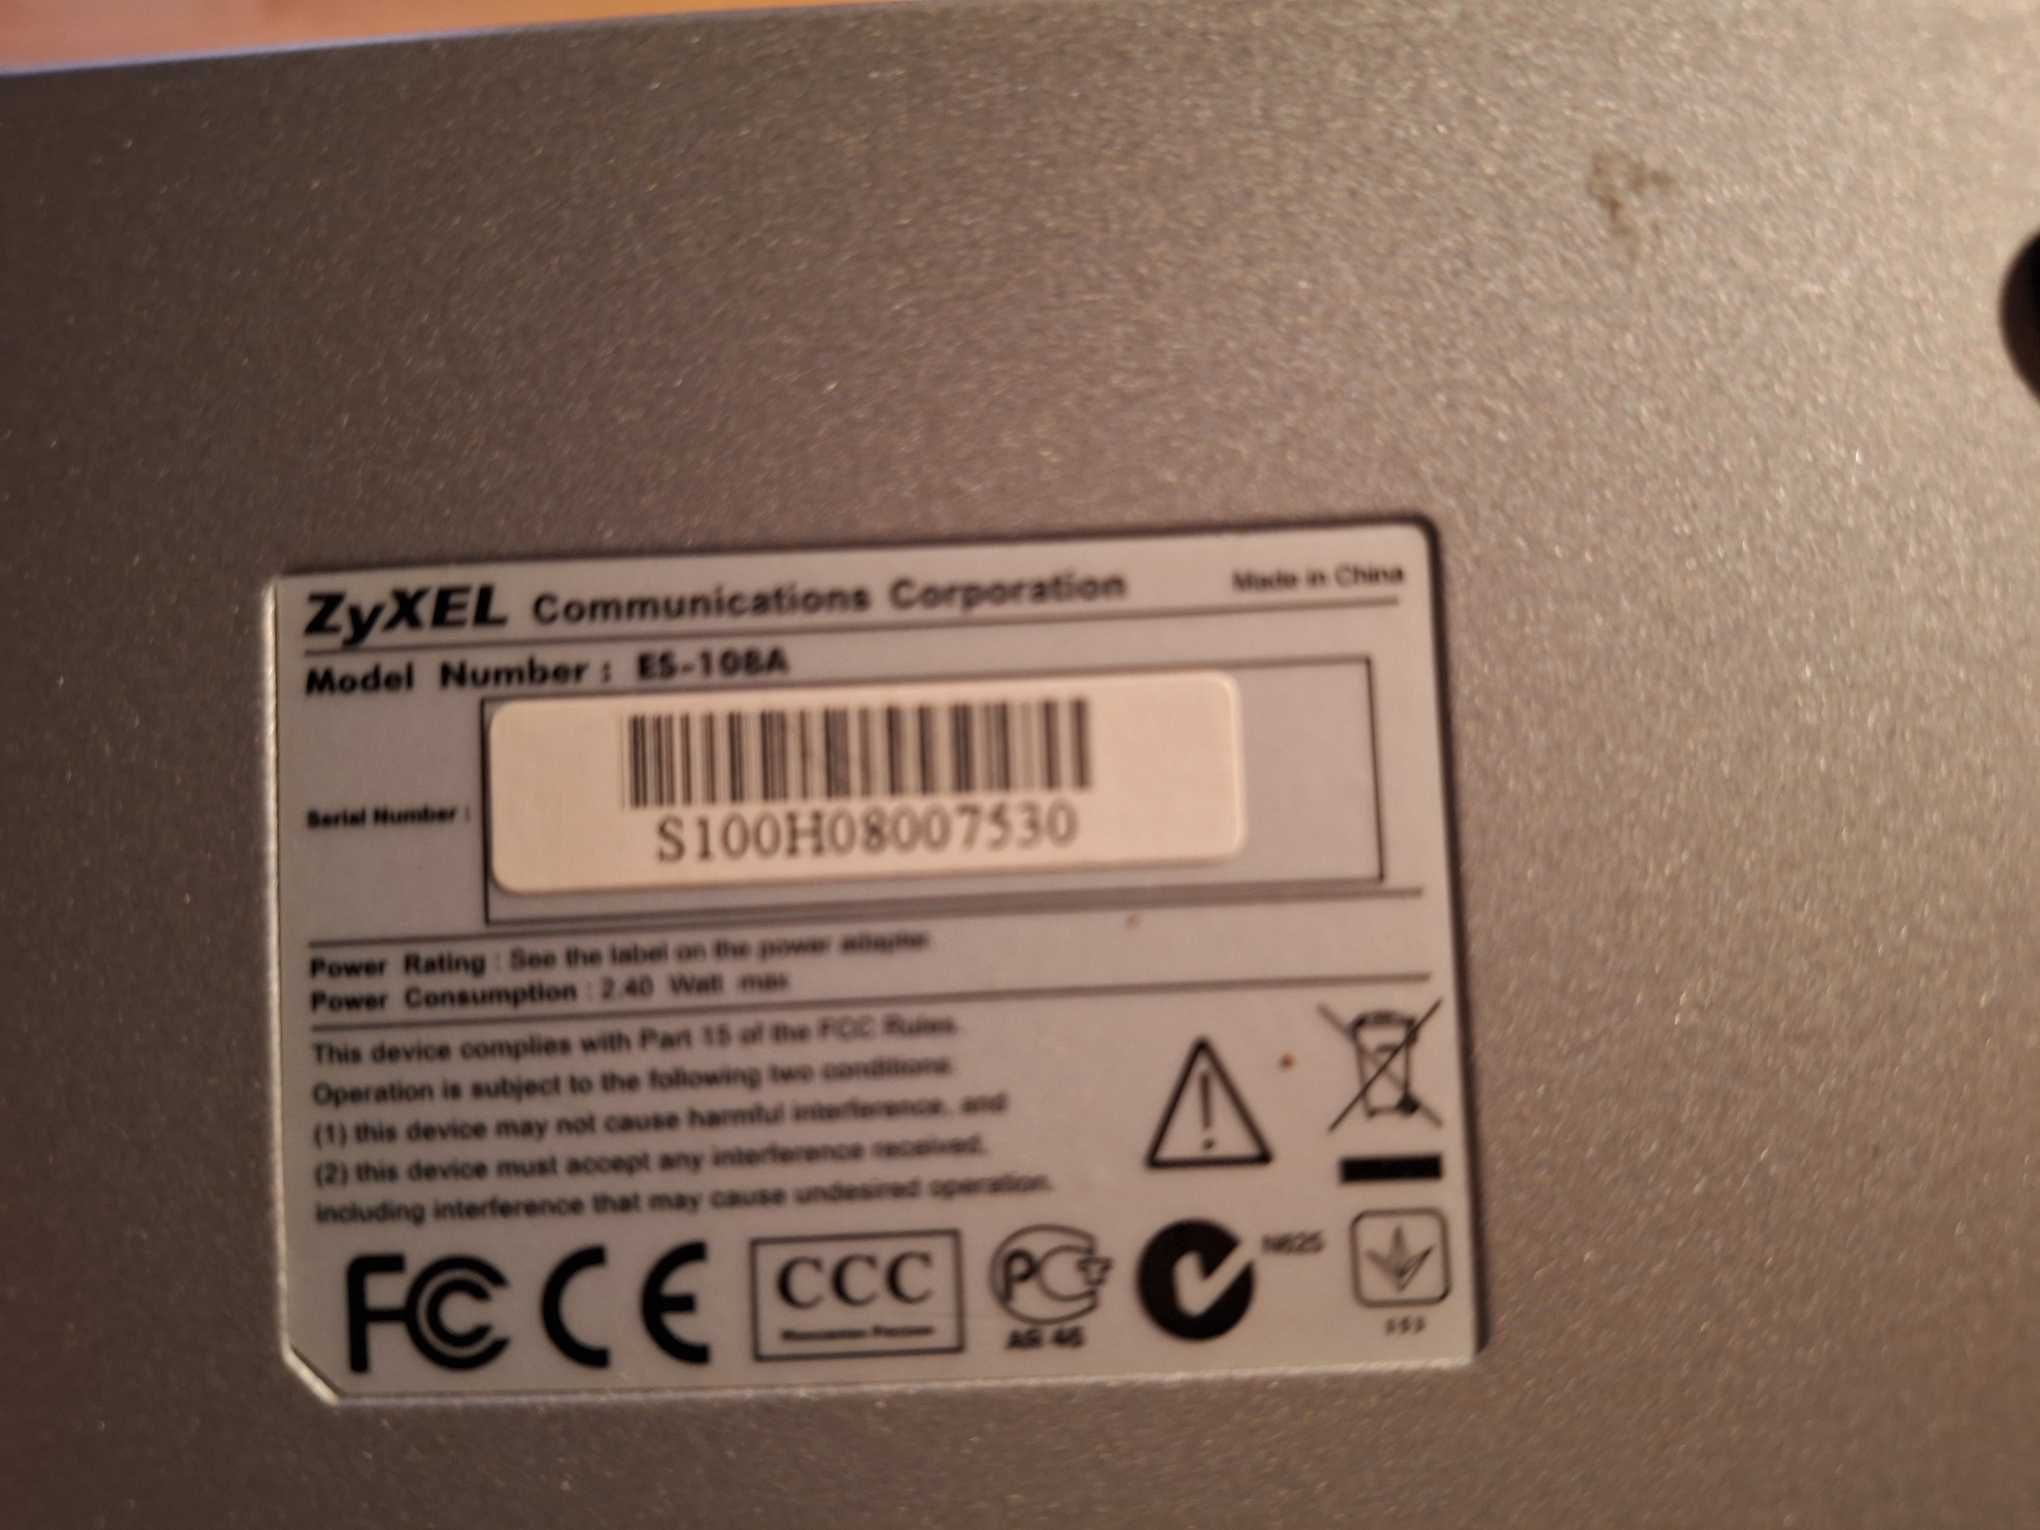 ZyXEL Communications Corporation Made in China
Model Number : ES-108A
Serial Number :
S100H08007530
Power Rating : See the label on the power adapter
Power Consumption : 2.40 Watt max
This device complies with Part 15 of the FCC Rules.
Operation is subject to the following two conditions:
(1) this device may not cause harmful interference, and
(2) this device must accept any interference received,
including interference that may cause undesired operation.
FC CE CCC PC N625
AR 46